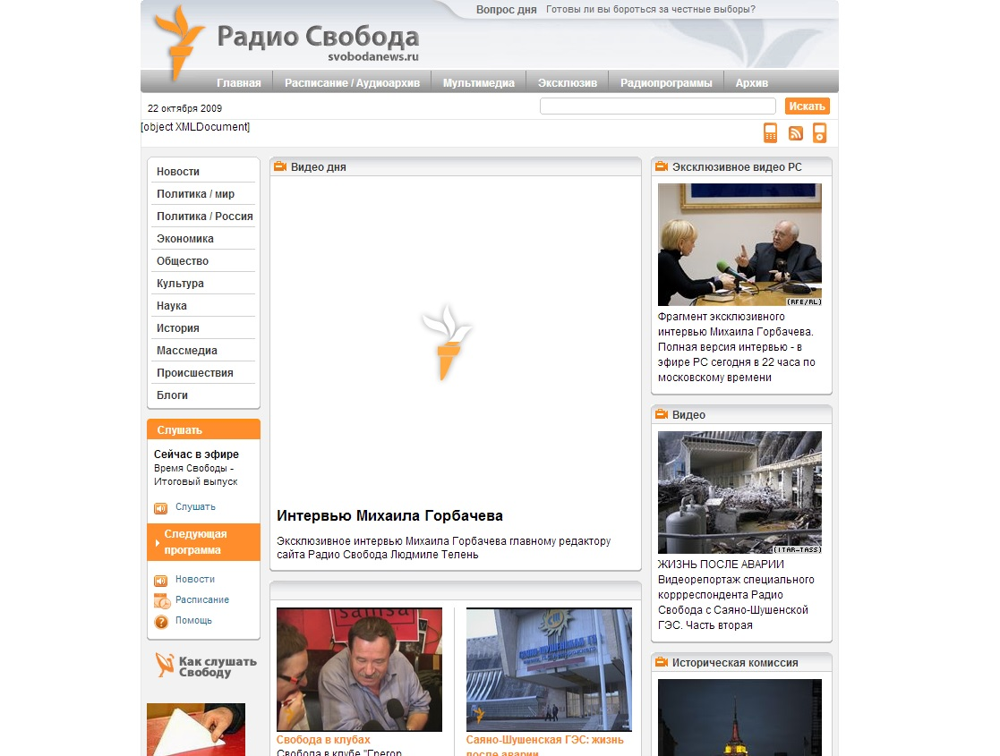 Вопрос дня Готовы ли вы бороться за честные выборы?
Радио Свобода
svobodanews.ru
Главная Расписание / Аудиоархив Мультимедиа Эксклюзив Радиопрограммы Архив
22 октября 2009
Искать
[object XMLDocument]
Новости
Политика / мир
Политика / Россия
Экономика
Общество
Культура
Наука
История
Массмедиа
Происшествия
Блоги
Слушать
Сейчас в эфире
Время Свободы -
Итоговый выпуск
Слушать
Следующая
программа
Новости
Расписание
Помощь
Как слушать
Свободу
Видео дня
Интервью Михаила Горбачева
Эксклюзивное интервью Михаила Горбачева главному редактору
сайта Радио Свобода Людмиле Телень
samsa
Свобода в клубах
Свобода в клубе "Грегор
САЯНО-ШУШЕНСКАЯ ГЭС
Саяно-Шушенская ГЭС: жизнь
после аварии
Эксклюзивное видео РС
(RFE/RL)
Фрагмент эксклюзивного
интервью Михаила Горбачева.
Полная версия интервью - в
эфире РС сегодня в 22 часа по
московскому времени
Видео
(ITAR-TASS)
ЖИЗНЬ ПОСЛЕ АВАРИИ
Видеорепортаж специального
коррреспондента Радио
Свобода с Саяно-Шушенской
ГЭС. Часть вторая
Историческая комиссия